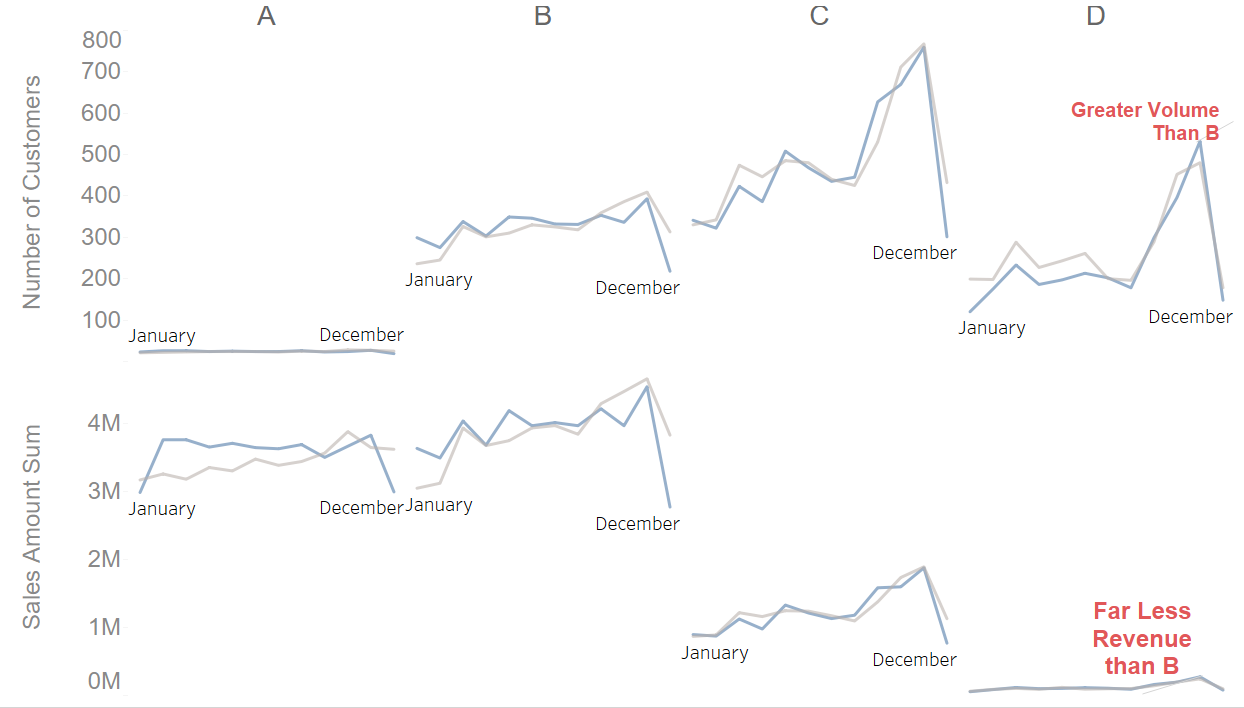 A B C D
Number of Customers
800
700
600
500
400
300
200
100
Greater Volume
Than B
January December
January December
December
January December
Sales Amount Sum
4M
3M
2M
1M
0M
January December
January December
January December
Far Less
Revenue
than B